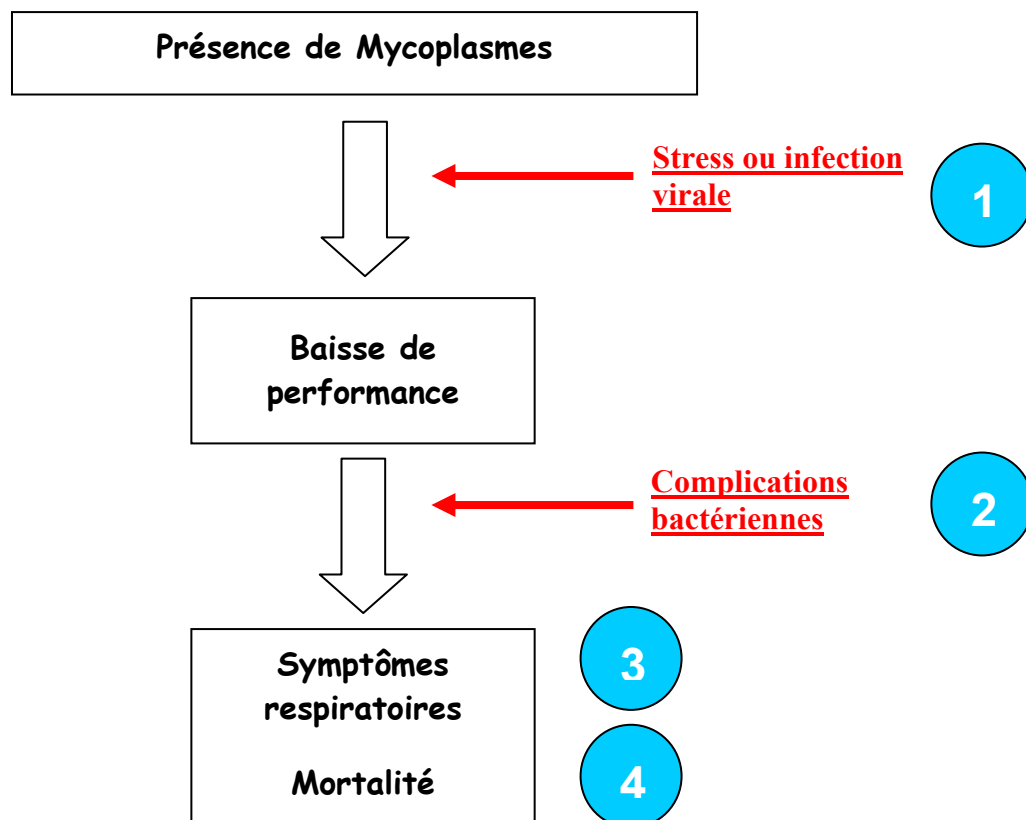 Présence de Mycoplasmes
Stress ou infection
virale
1
Baisse de
performance
Complications
bactériennes
2
Symptômes
respiratoires
3
Mortalité
4